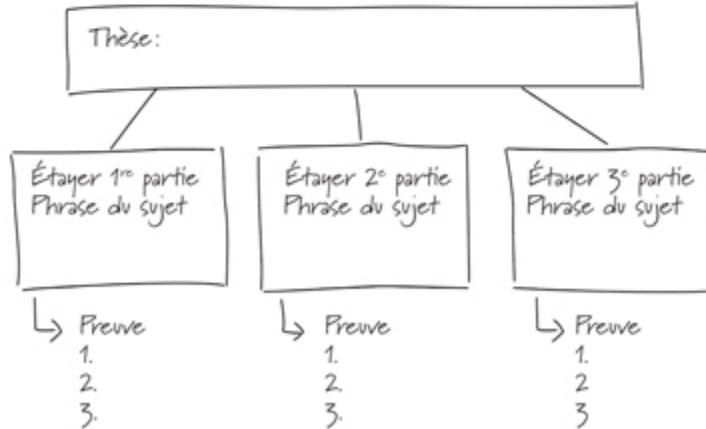 Thèse:
Étayer 1re partie
Phrase du sujet
Preuve
1.
2.
3.
Étayer 2e partie
Phrase du sujet
Preuve
1.
2.
3.
Étayer 3e partie
Phrase du sujet
Preuve
1.
2
3